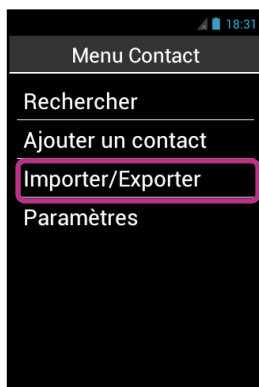 18:31
Menu Contact
Rechercher
Ajouter un contact
Importer/Exporter
Paramètres